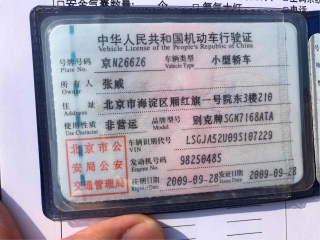 中华人民共和国机动车行驶证
Vehicle License of the People's Republic of China
号牌号码 京N26626 车辆类型 小型轿车
Plate No. Vehicle Type
所有人 张威
Owner
住址 北京市海淀区厢红旗一号院东3楼210
Address
使用性质 非营运 品牌型号 别克牌SGM7168ATA
Use Character Model
北京市公安局公安交通管理局
车辆识别代号 LSGJA52U09S107229
VIN
发动机号码 98250485
Engine No.
注册日期 2009-09-28 发证日期 2009-09-28
Register Date Issue Date